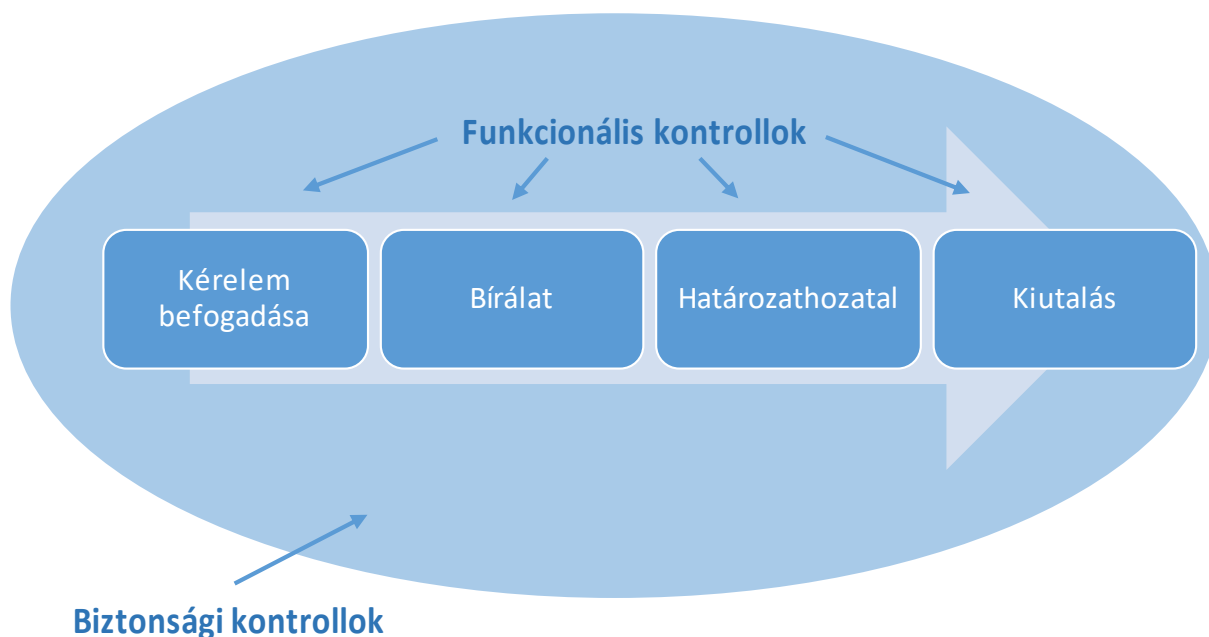 Funkcionális kontrollok
Kérelem
befogadása
Bírálat
Határozathozatal
Kiutalás
Biztonsági kontrollok